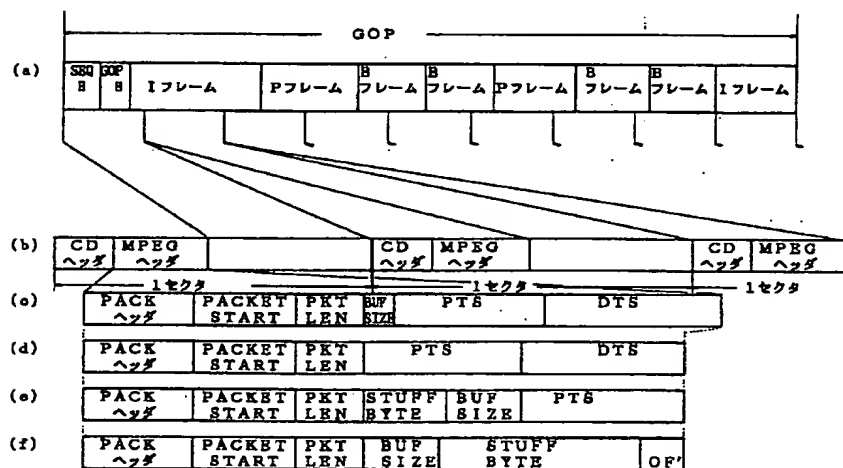 GOP
(a)
SEQ H
GOP H
Iフレーム
Pフレーム
B フレーム
B フレーム
Pフレーム
B フレーム
B フレーム
Iフレーム
(b)
CD ヘッダ
MPEG ヘッダ
CD ヘッダ
MPEG ヘッダ
CD ヘッダ
MPEG ヘッダ
1セクタ
1セクタ
1セクタ
(c)
PACK ヘッダ
PACKET START
PKT LEN
BUF SIZE
PTS
DTS
(d)
PACK ヘッダ
PACKET START
PKT LEN
PTS
DTS
(e)
PACK ヘッダ
PACKET START
PKT LEN
STUFF BYTE
BUF SIZE
PTS
(f)
PACK ヘッダ
PACKET START
PKT LEN
BUF SIZE
STUFF BYTE
OF'